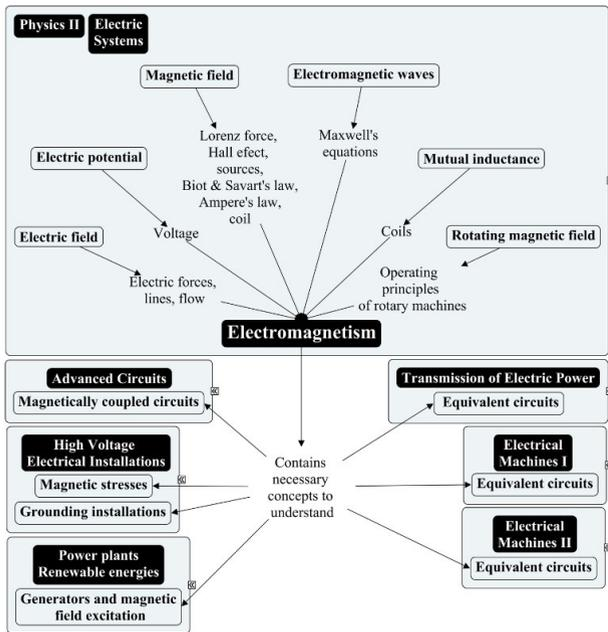 Physics II
Electric
Systems
Magnetic field
Electromagnetic waves
Lorenz force,
Hall efect,
sources,
Biot & Savart's law,
Ampere's law,
coil
Maxwell's
equations
Electric potential
Mutual inductance
Voltage
Coils
Electric field
Rotating magnetic field
Electric forces,
lines, flow
Operating
principles
of rotary machines
Electromagnetism
Advanced Circuits
Magnetically coupled circuits
Transmission of Electric Power
Equivalent circuits
High Voltage
Electrical Installations
Magnetic stresses
Grounding installations
Contains
necessary
concepts to
understand
Electrical
Machines I
Equivalent circuits
Electrical
Machines II
Equivalent circuits
Power plants
Renewable energies
Generators and magnetic
field excitation